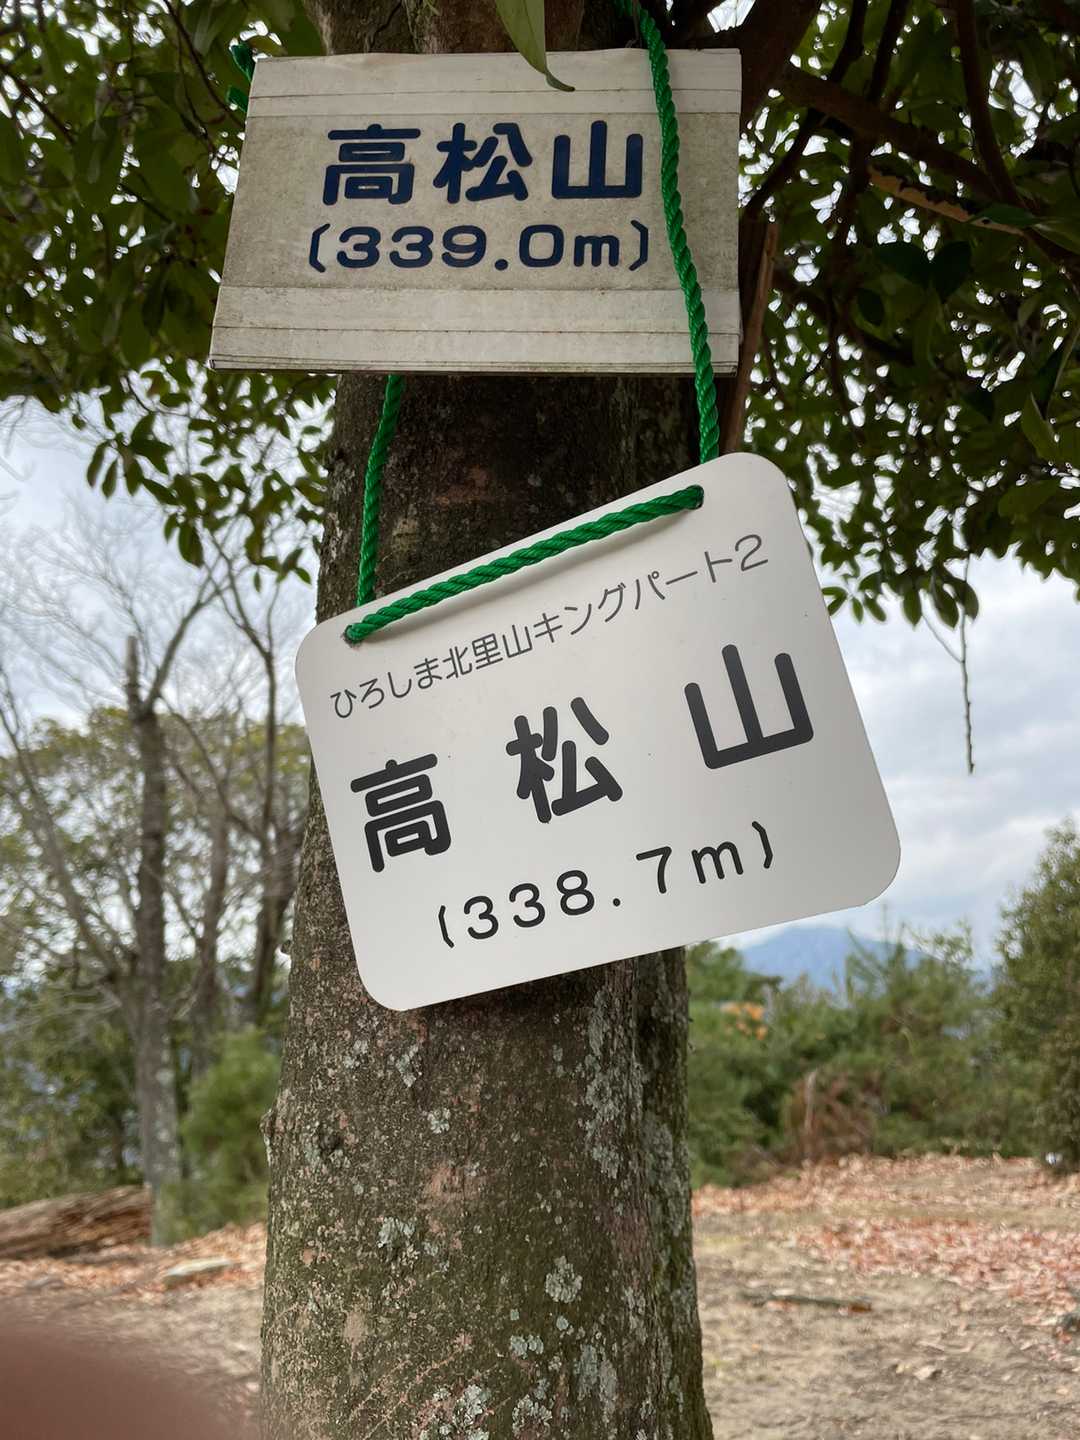 高松山
(339.0m)
ひろしま北里山キングパート2
高松山
(338.7m)